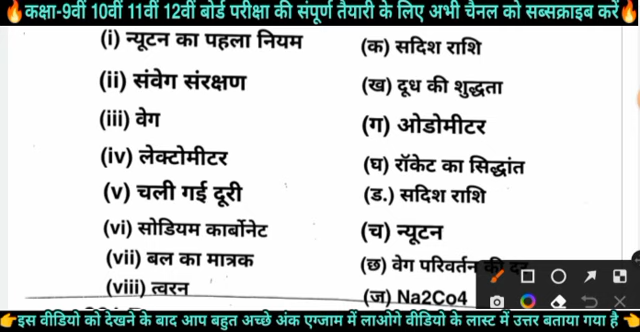 🔥कक्षा-9वीं 10वीं 11वीं 12वीं बोर्ड परीक्षा की संपूर्ण तैयारी के लिए अभी चैनल को सब्सक्राइब करें🔥
(i) न्यूटन का पहला नियम (क) सदिश राशि
(ii) संवेग संरक्षण (ख) दूध की शुद्धता
(iii) वेग (ग) ओडोमीटर
(iv) लेक्टोमीटर (घ) रॉकेट का सिद्धांत
(v) चली गई दूरी (ड.) सदिश राशि
(vi) सोडियम कार्बोनेट (च) न्यूटन
(vii) बल का मात्रक (छ) वेग परिवर्तन की दर
(viii) त्वरन (ज) Na2Co4
👉इस वीडियो को देखने के बाद आप बहुत अच्छे अंक एग्जाम में लाओगे वीडियो के लास्ट में उत्तर बताया गया है👈